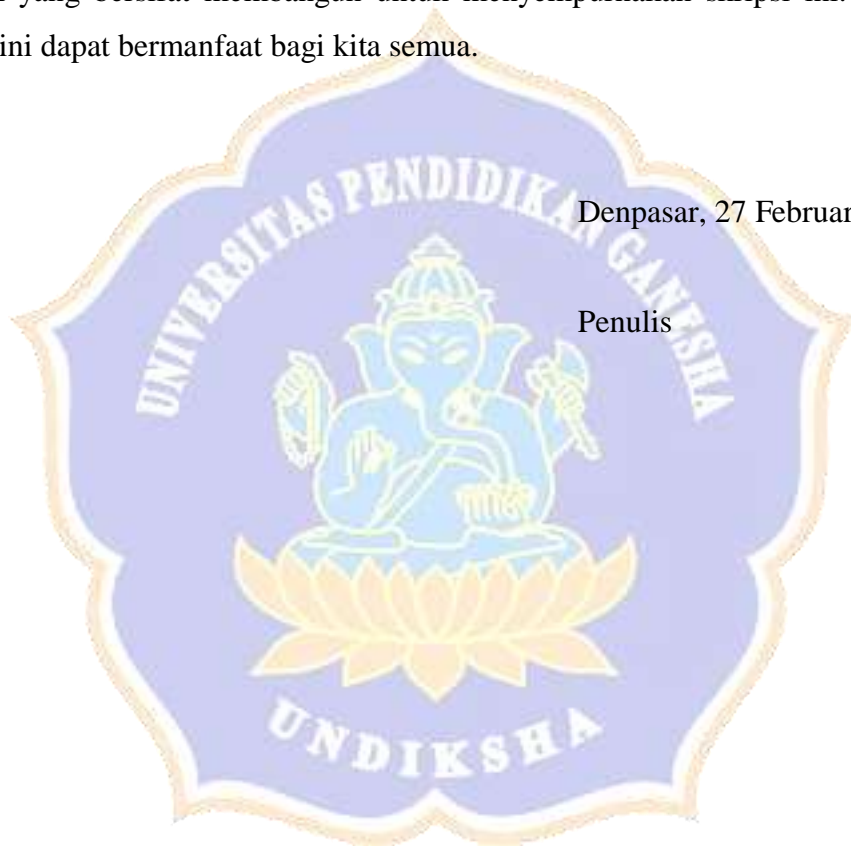 yang bersifat membangun untuk menyempurnakan skripsi ini.
ini dapat bermanfaat bagi kita semua.
UNIVERSITAS PENDIDIKAN GANESHA
Denpasar, 27 Februar
Penulis
UNDIKSHA